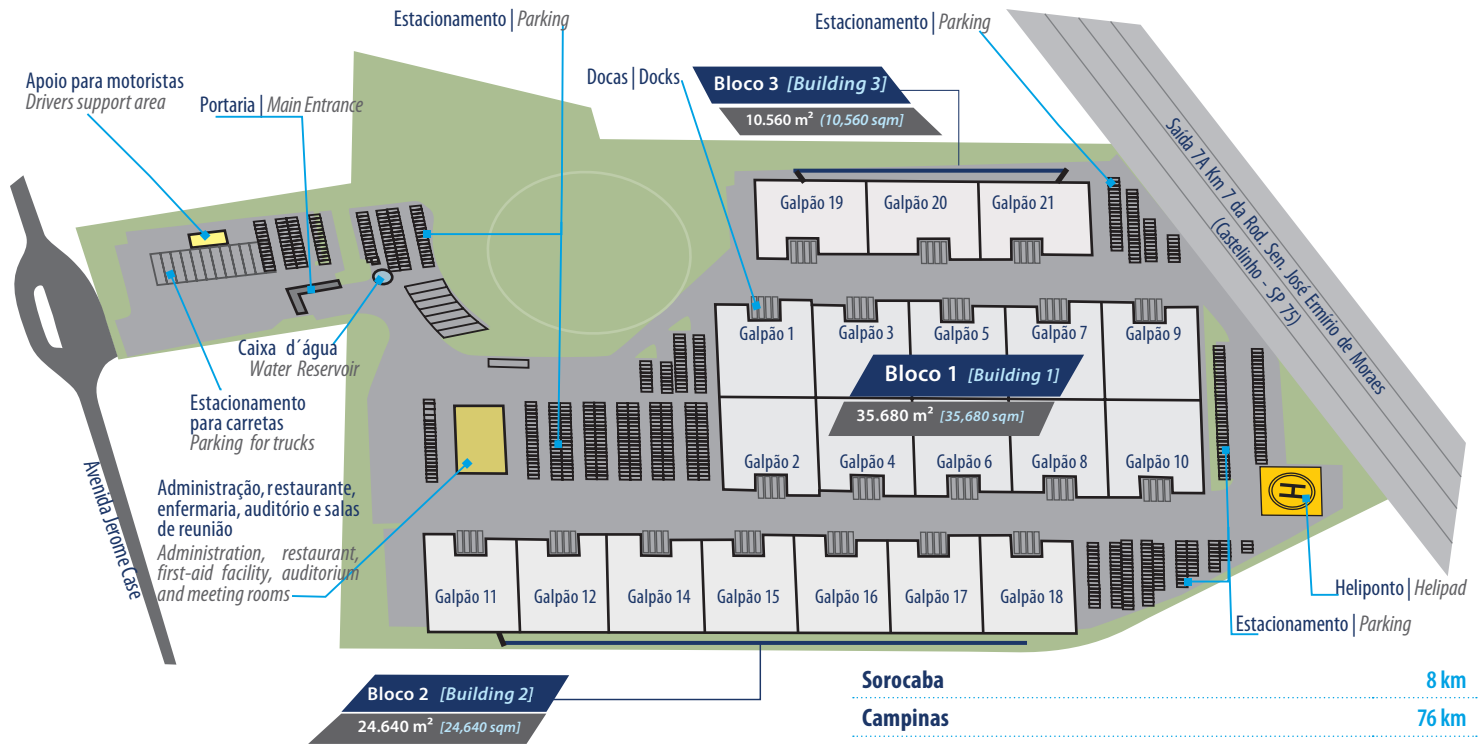 Estacionamento | Parking
Estacionamento | Parking
Apoio para motoristas
Drivers support area
Portaria | Main Entrance
Docas | Docks
Bloco 3 [Building 3]
10.560 m² (10,560 sqm]
Saída 7A Km 7 da Rod. Sen. José Ermírio de Moraes
(Castelinho - SP 75)
Galpão 19
Galpão 20
Galpão 21
Galpão 1
Galpão 3
Galpão 5
Galpão 7
Galpão 9
Caixa d´água
Water Reservoir
Bloco 1 [Building 1]
35.680 m² [35,680 sqm]
Estacionamento
para carretas
Parking for trucks
Galpão 2
Galpão 4
Galpão 6
Galpão 8
Galpão 10
H
Avenida Jerome Case
Administração, restaurante,
enfermaria, auditório e salas
de reunião
Administration, restaurant,
first-aid facility, auditorium
and meeting rooms
Galpão 11
Galpão 12
Galpão 14
Galpão 15
Galpão 16
Galpão 17
Galpão 18
Heliponto | Helipad
Estacionamento | Parking
Bloco 2 [Building 2]
24.640 m² [24,640 sqm]
Sorocaba 8 km
Campinas 76 km